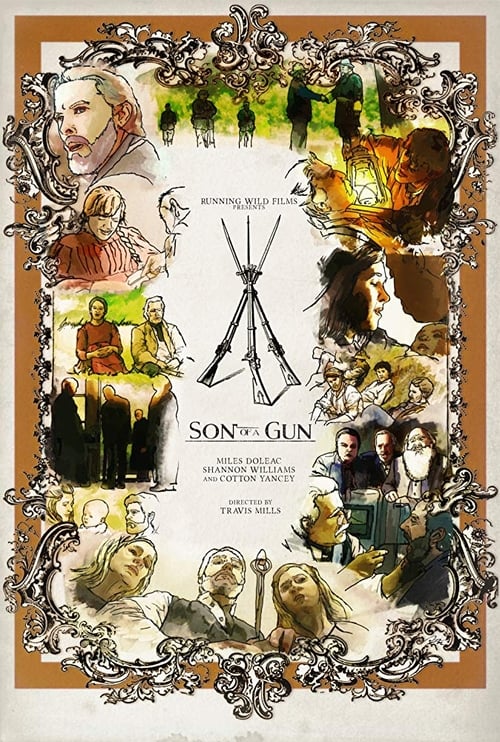 RUNNING WILD FILMS
PRESENTS
SON OF A GUN
MILES DOLEAC
SHANNON WILLIAMS
AND COTTON YANCEY
DIRECTED BY
TRAVIS MILLS